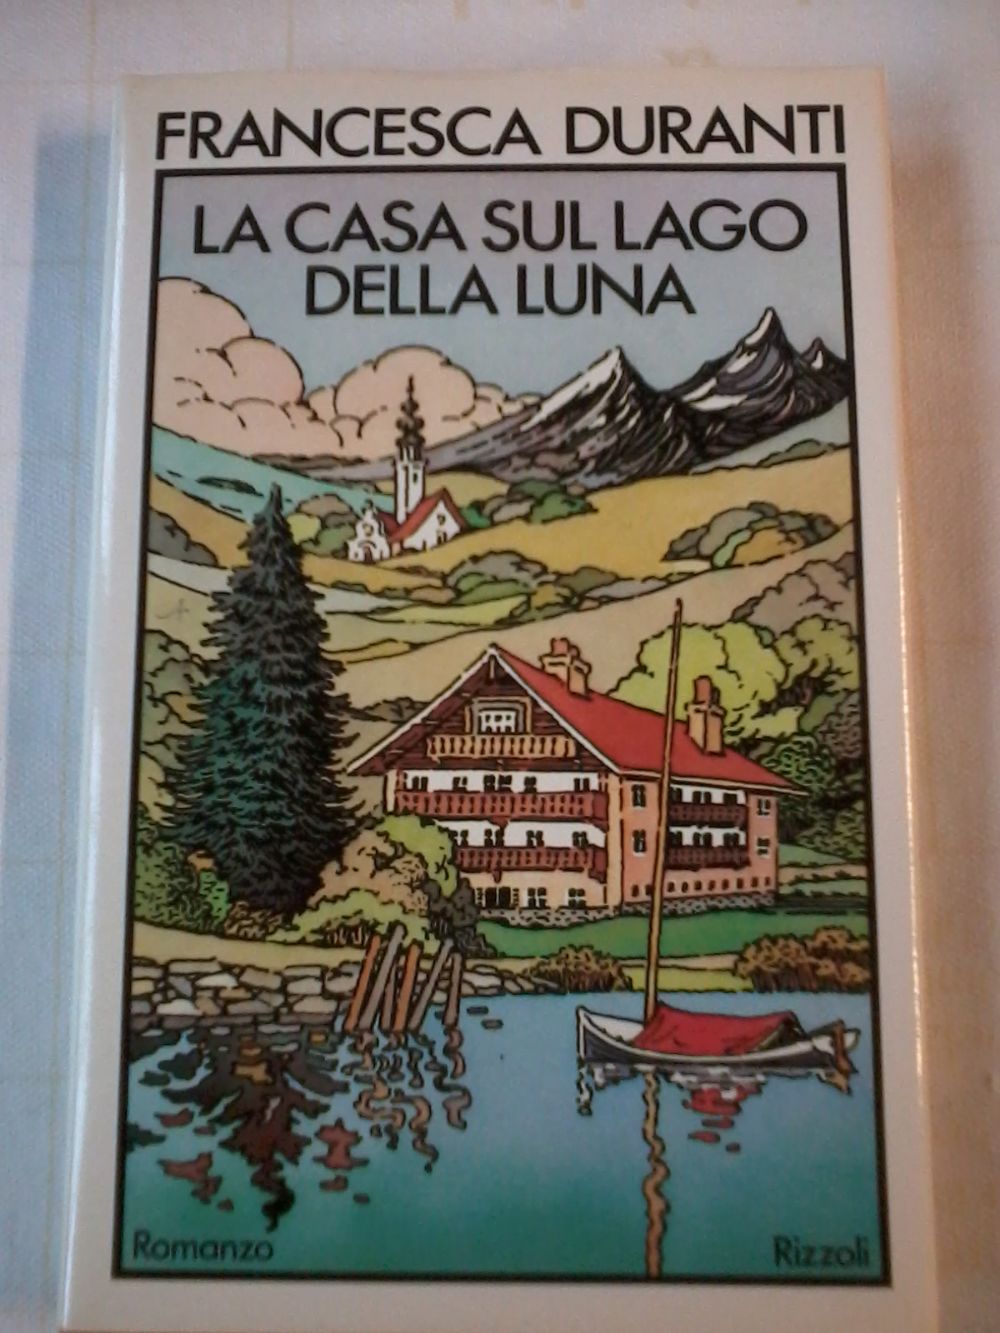 FRANCESCA DURANTI
LA CASA SUL LAGO
DELLA LUNA
Romanzo
Rizzoli